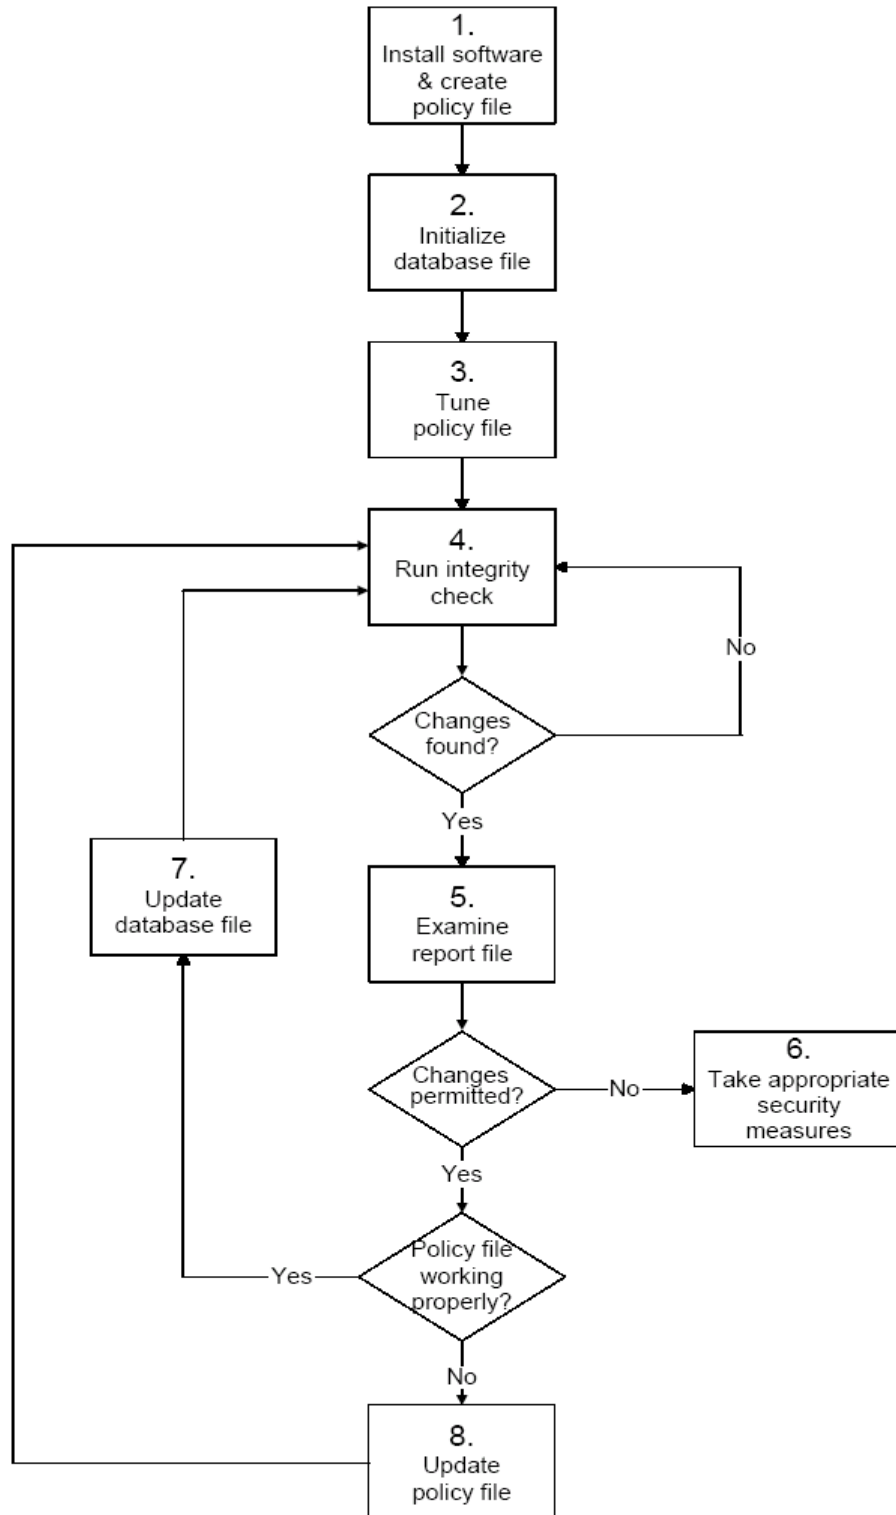 1.
Install software
& create
policy file
2.
Initialize
database file
3.
Tune
policy file
4.
Run integrity
check
No
Changes
found?
Yes
7.
Update
database file
5.
Examine
report file
Changes
permitted?
No
6.
Take appropriate
security
measures
Yes
Policy file
working
properly?
Yes
No
8.
Update
policy file